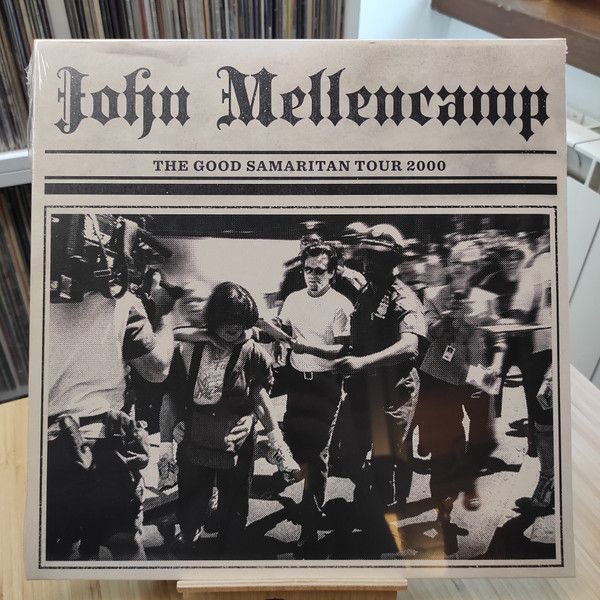 John Mellencamp
THE GOOD SAMARITAN TOUR 2000